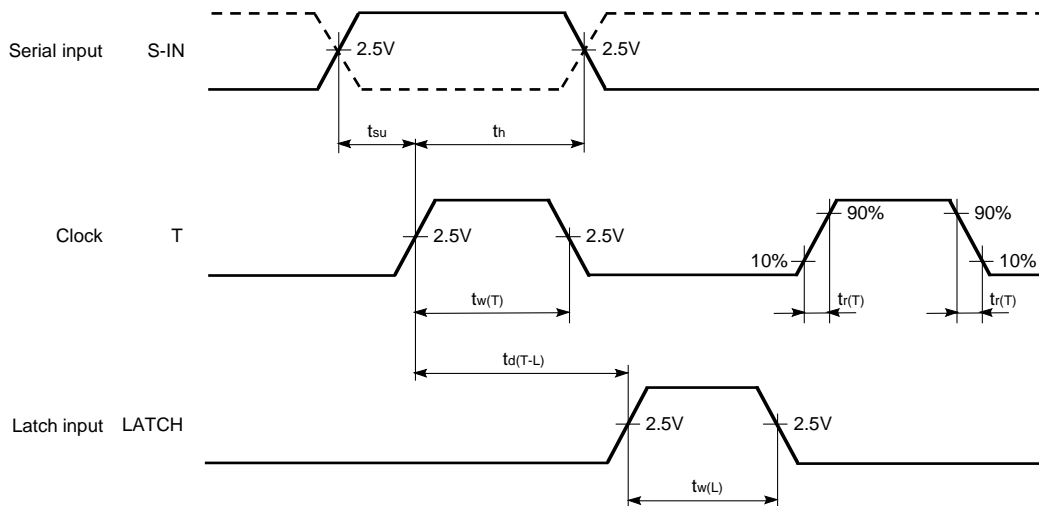 Serial input S-IN 2.5V 2.5V
tsu th
Clock T 2.5V 2.5V 90% 90%
10% 10%
tw(T) tr(T) tr(T)
td(T-L)
Latch input LATCH 2.5V 2.5V
tw(L)